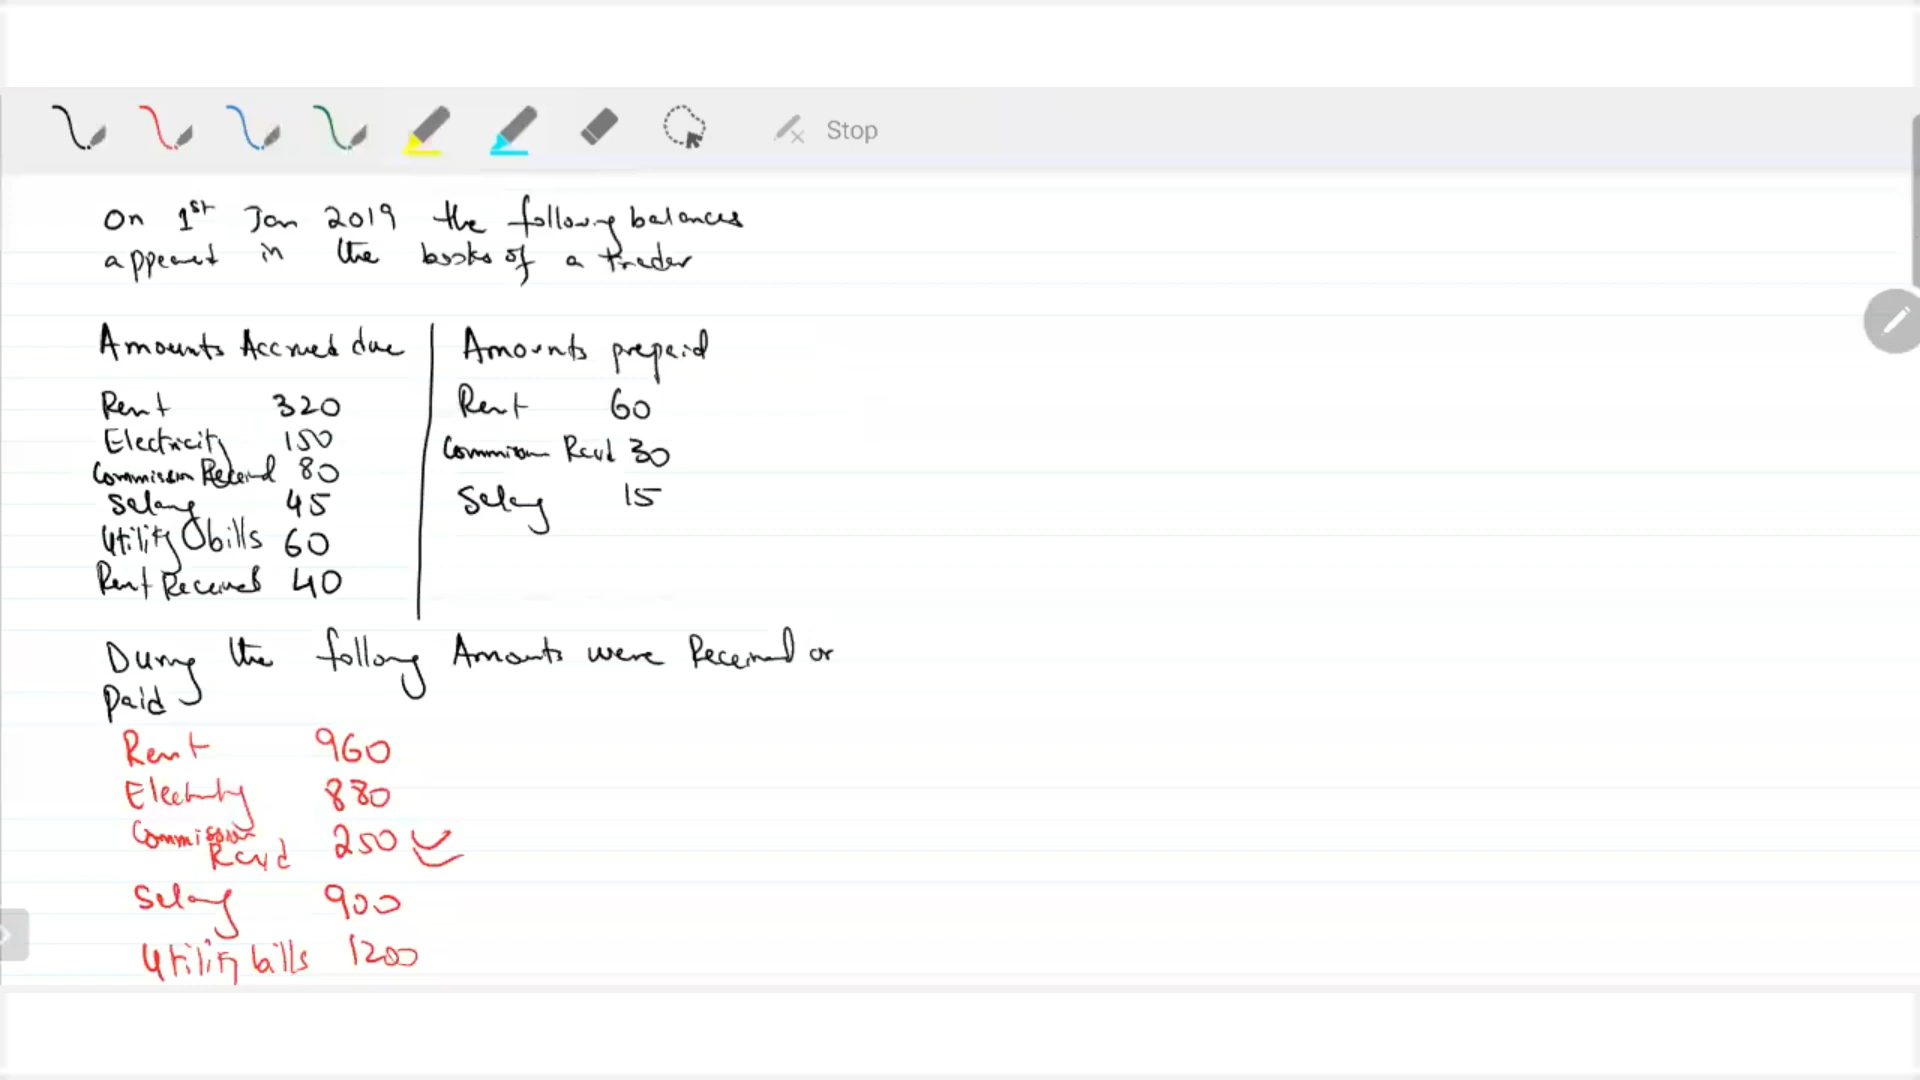 Stop
On 1st Jan 2019 the following balances
appeared in the books of a trader
Amounts Accrued due
Rent 320
Electricity 150
Commission Received 80
Salary 45
Utility bills 60
Rent Received 40
Amounts prepaid
Rent 60
Commission Rcvd 30
Salary 15
During the following Amounts were Received or
Paid
Rent 960
Electricity 880
Commission
Rcvd 250
Salary 900
Utility bills 1200